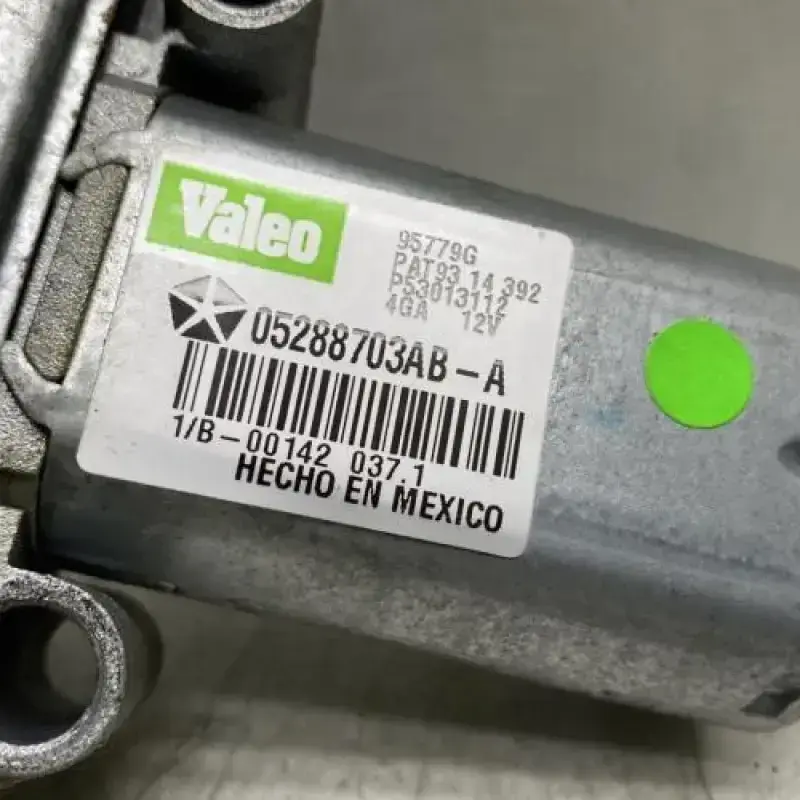 Valeo
95779G
PAT93 14 392
P53013112
4GA 12V
05288703AB-A
1/B-00142 037.1
HECHO EN MEXICO